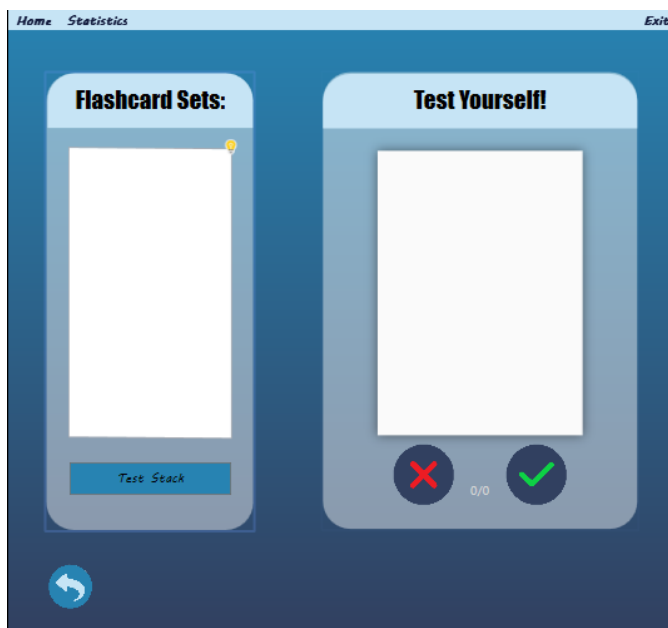 Home Statistics Exit
Flashcard Sets:
Test Yourself!
Test Stack
0/0